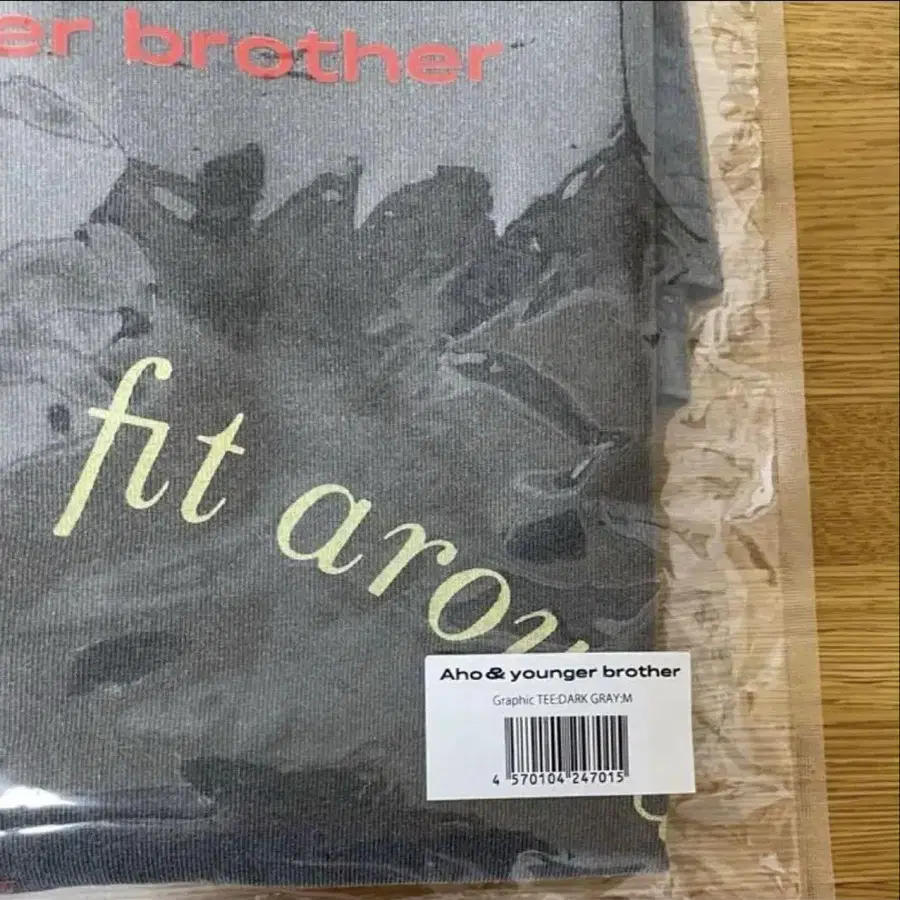 er brother
fit arou
Aho & younger brother
Graphic TEE:DARK GRAY:M
4 570104 247015